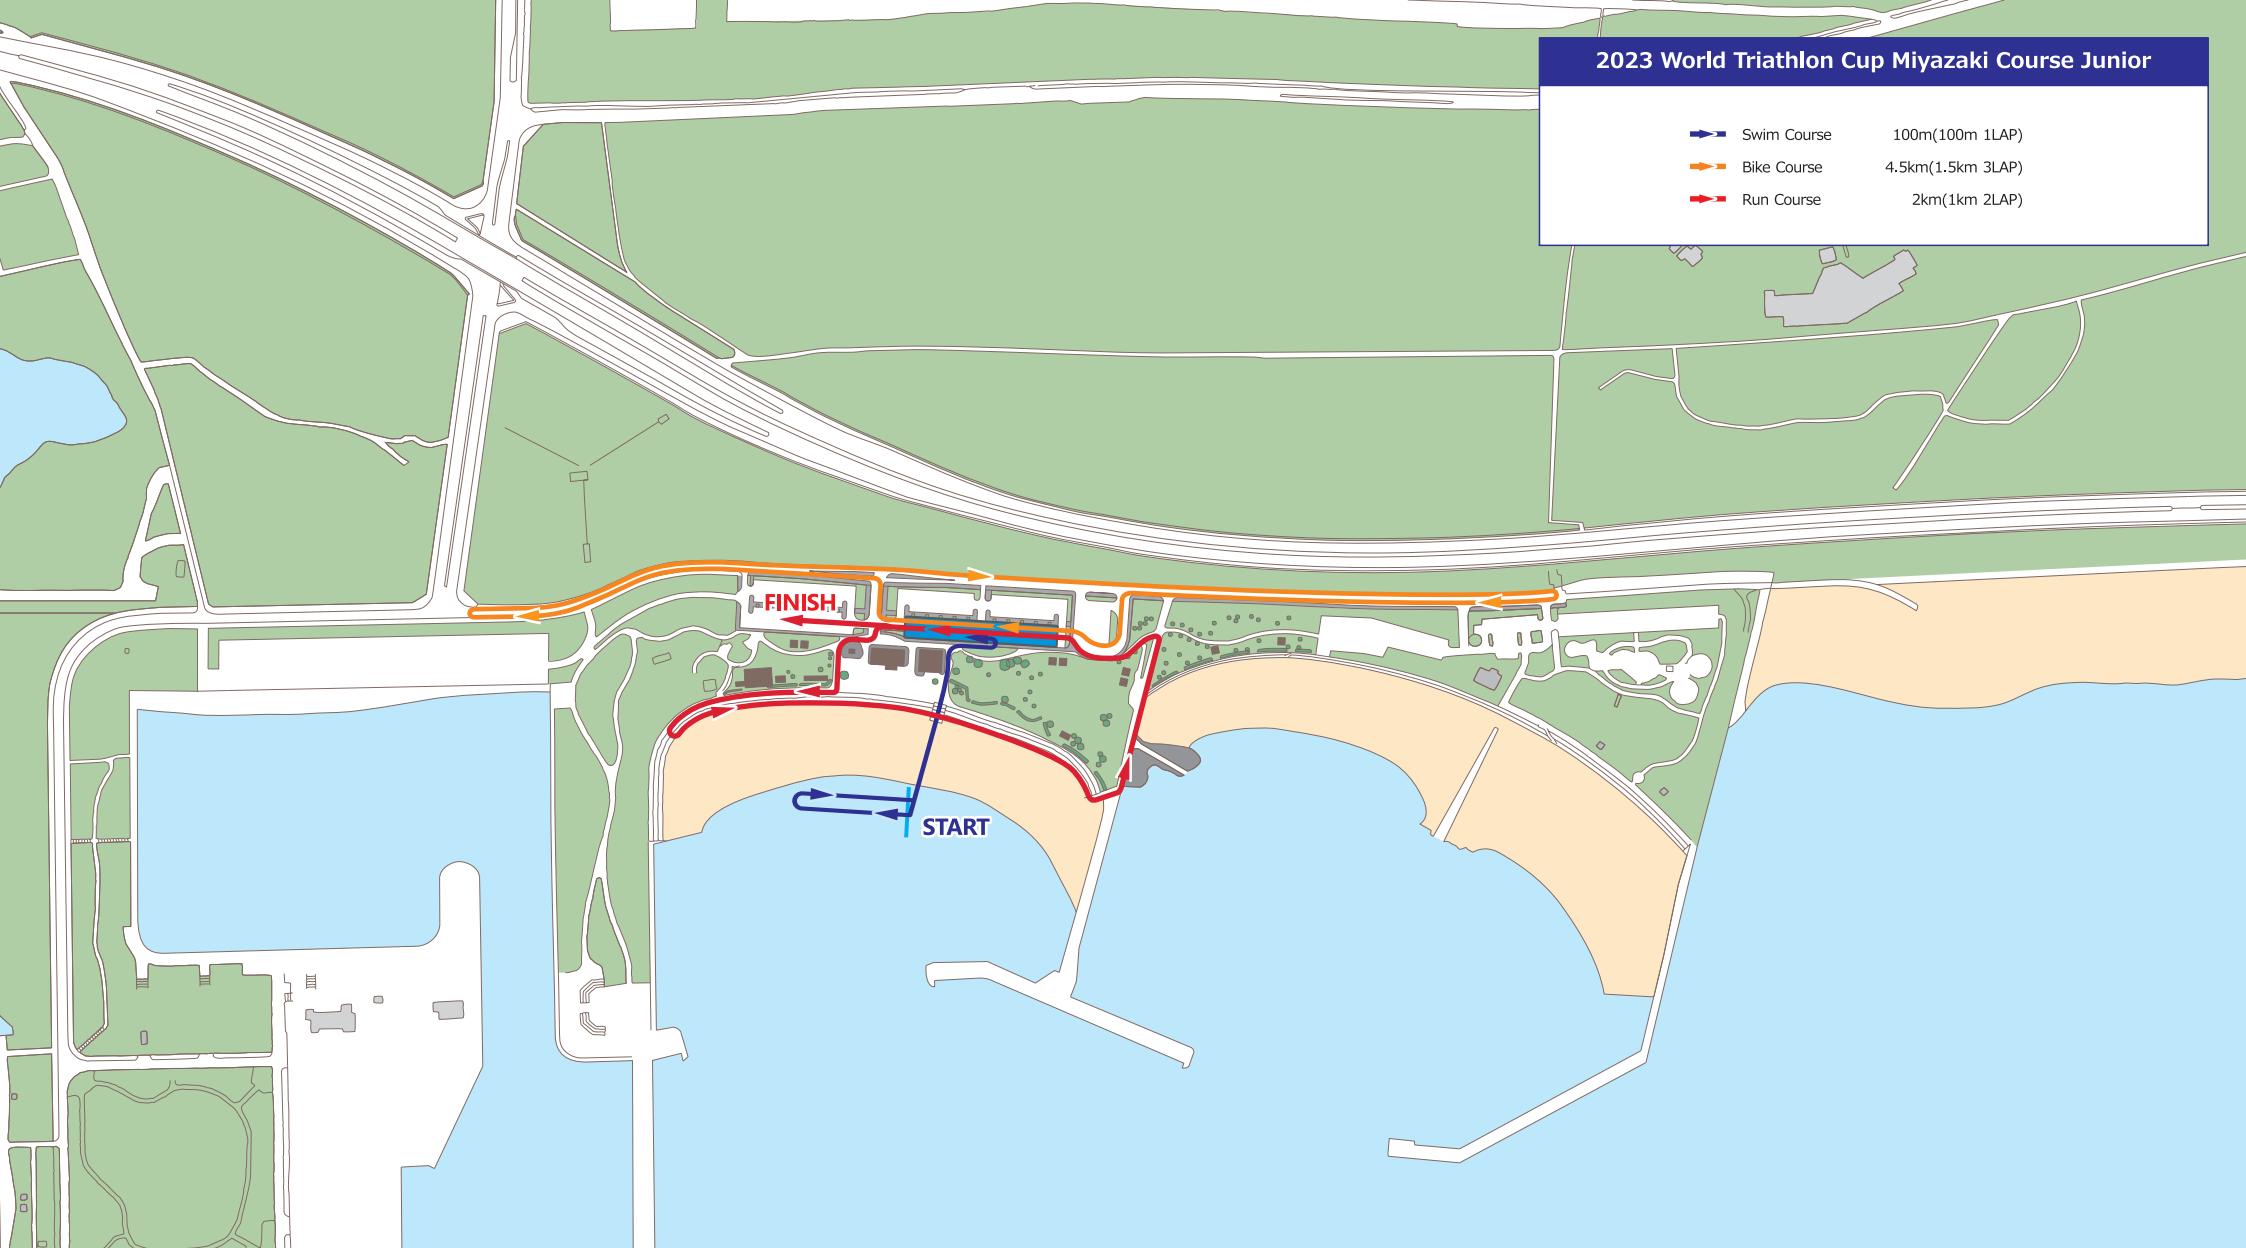 2023 World Triathlon Cup Miyazaki Course Junior
Swim Course 100m(100m 1LAP)
Bike Course 4.5km(1.5km 3LAP)
Run Course 2km(1km 2LAP)
FINISH
START